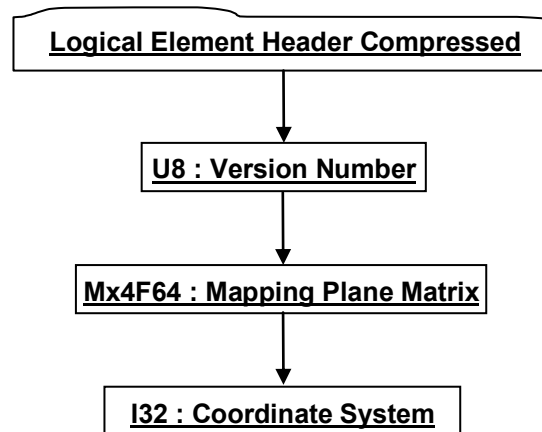 Logical Element Header Compressed
U8 : Version Number
Mx4F64 : Mapping Plane Matrix
I32 : Coordinate System